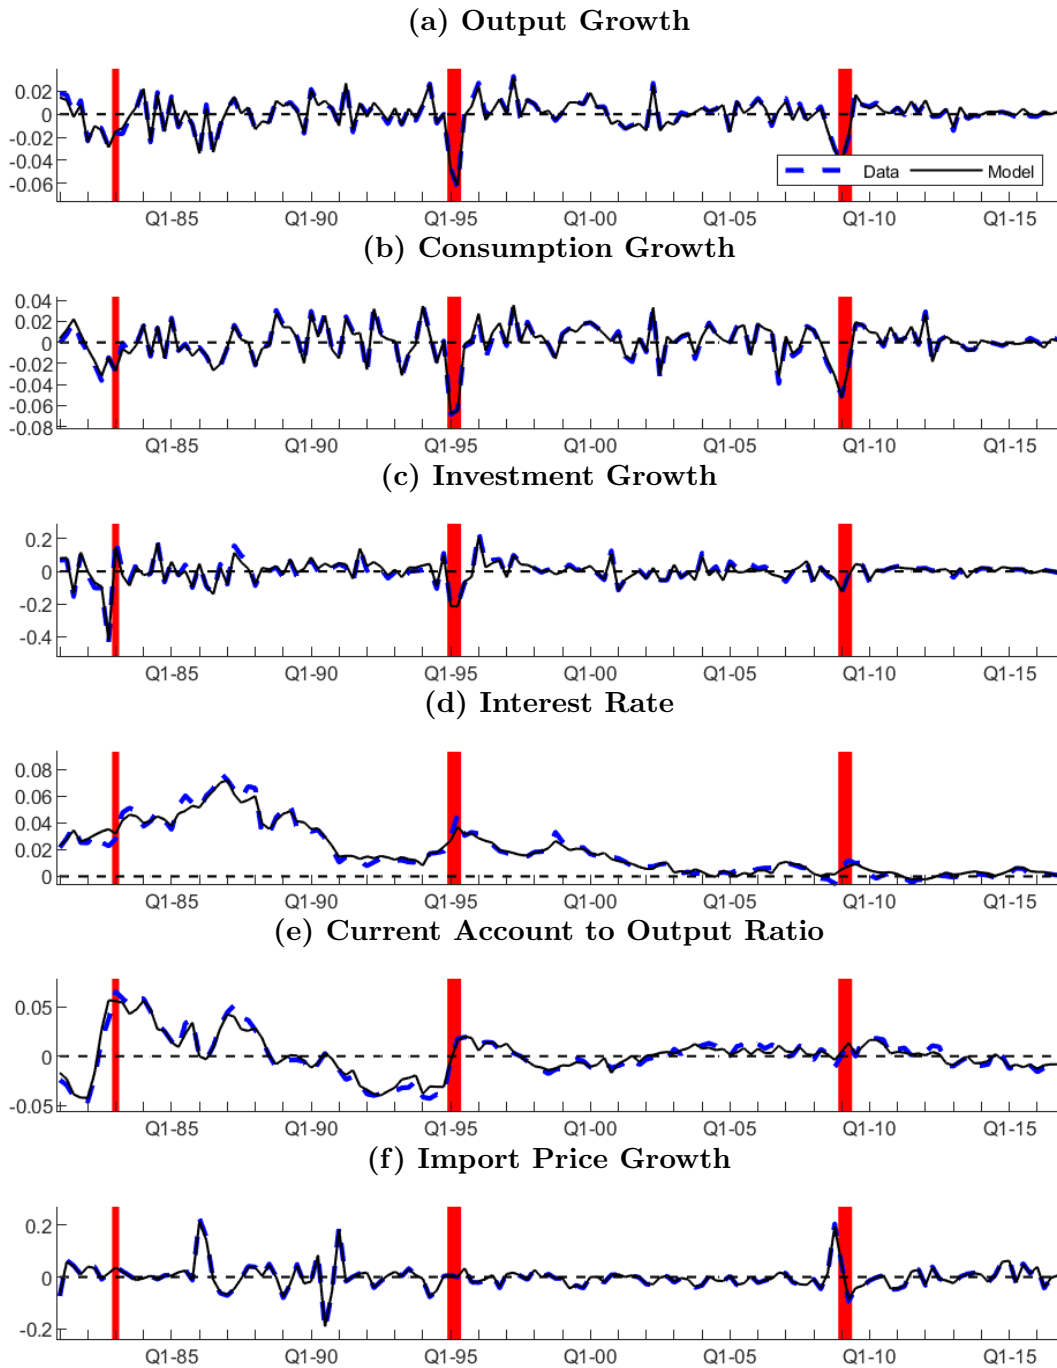 (a) Output Growth
0.02
0
-0.02
-0.04
-0.06
Data Model
Q1-85 Q1-90 Q1-95 Q1-00 Q1-05 Q1-10 Q1-15
(b) Consumption Growth
0.04
0.02
0
-0.02
-0.04
-0.06
-0.08
Q1-85 Q1-90 Q1-95 Q1-00 Q1-05 Q1-10 Q1-15
(c) Investment Growth
0.2
0
-0.2
-0.4
Q1-85 Q1-90 Q1-95 Q1-00 Q1-05 Q1-10 Q1-15
(d) Interest Rate
0.08
0.06
0.04
0.02
0
Q1-85 Q1-90 Q1-95 Q1-00 Q1-05 Q1-10 Q1-15
(e) Current Account to Output Ratio
0.05
0
-0.05
Q1-85 Q1-90 Q1-95 Q1-00 Q1-05 Q1-10 Q1-15
(f) Import Price Growth
0.2
0
-0.2
Q1-85 Q1-90 Q1-95 Q1-00 Q1-05 Q1-10 Q1-15